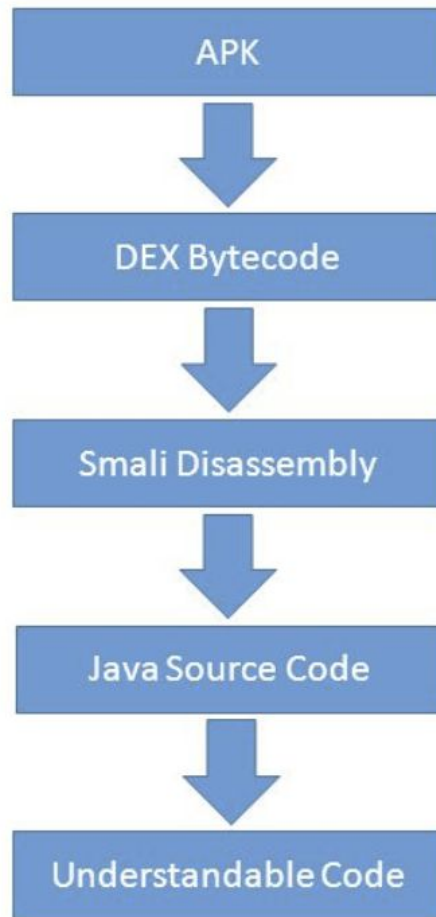 APK
DEX Bytecode
Smali Disassembly
Java Source Code
Understandable Code